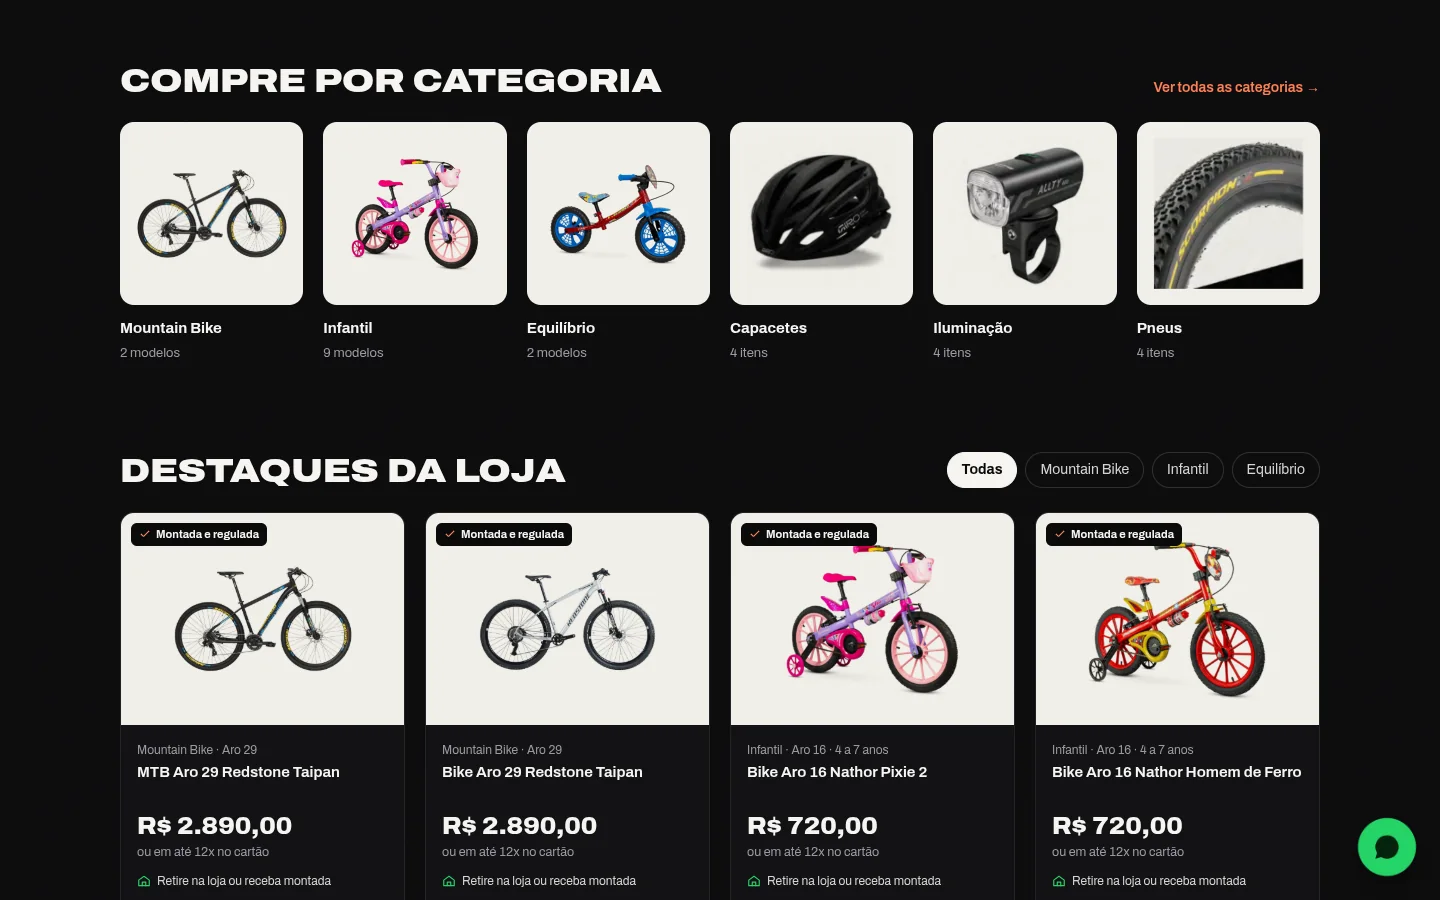 COMPRE POR CATEGORIA
Ver todas as categorias →
GIRO
ALLTY
SCORPION
Mountain Bike
2 modelos
Infantil
9 modelos
Equilíbrio
2 modelos
Capacetes
4 itens
Iluminação
4 itens
Pneus
4 itens
DESTAQUES DA LOJA
Todas
Mountain Bike
Infantil
Equilíbrio
Montada e regulada
Montada e regulada
Montada e regulada
Montada e regulada
REDSTONE
Mountain Bike · Aro 29
MTB Aro 29 Redstone Taipan
R$ 2.890,00
ou em até 12x no cartão
Retire na loja ou receba montada
Mountain Bike · Aro 29
Bike Aro 29 Redstone Taipan
R$ 2.890,00
ou em até 12x no cartão
Retire na loja ou receba montada
Infantil · Aro 16 · 4 a 7 anos
Bike Aro 16 Nathor Pixie 2
R$ 720,00
ou em até 12x no cartão
Retire na loja ou receba montada
Infantil · Aro 16 · 4 a 7 anos
Bike Aro 16 Nathor Homem de Ferro
R$ 720,00
ou em até 12x no cartão
Retire na loja ou receba montada